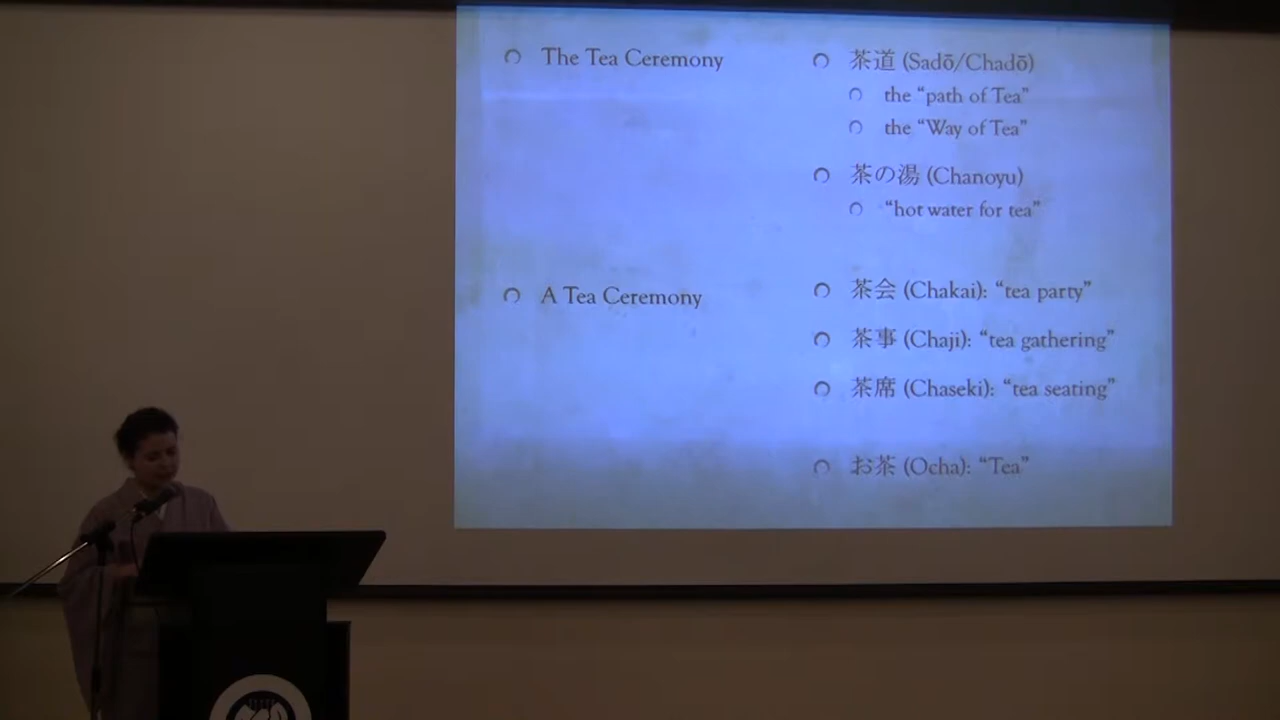 The Tea Ceremony
茶道 (Sadō/Chadō)
the “path of Tea”
the “Way of Tea”
茶の湯 (Chanoyu)
“hot water for tea”
A Tea Ceremony
茶会 (Chakai): “tea party”
茶事 (Chaji): “tea gathering”
茶席 (Chaseki): “tea seating”
お茶 (Ocha): “Tea”